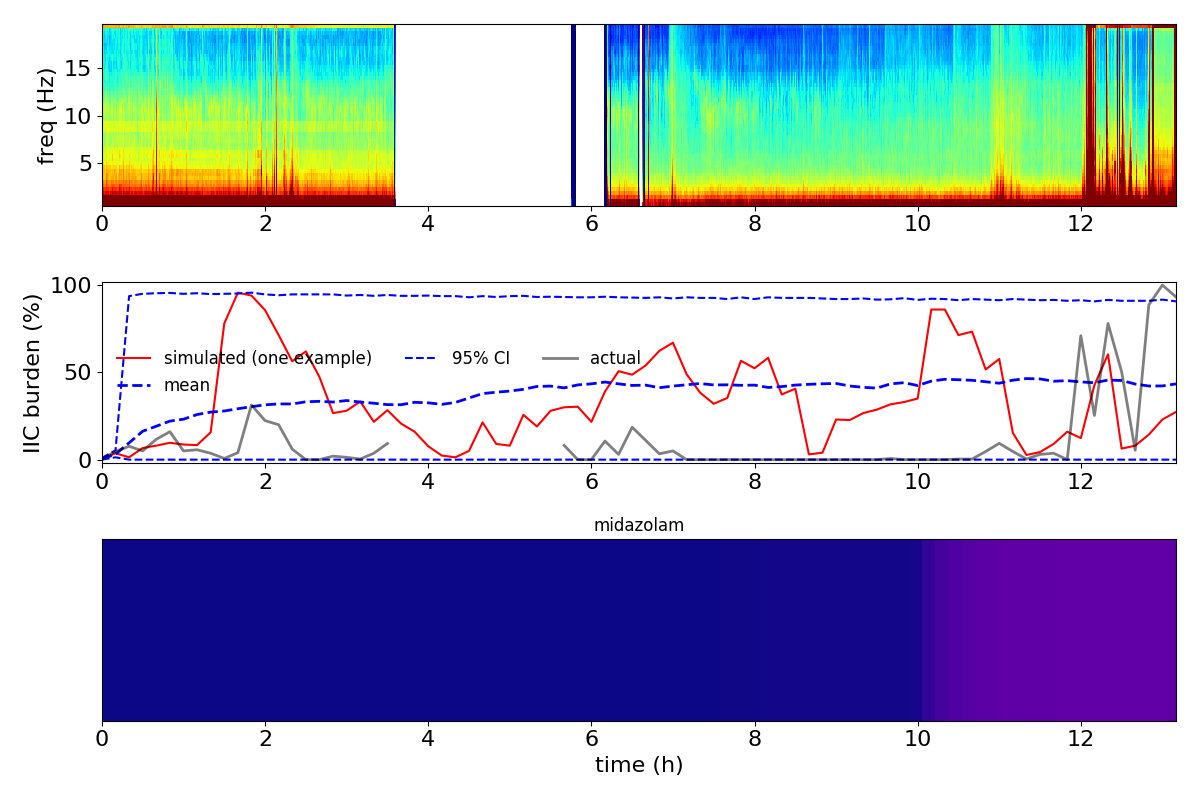 15
10
5
freq (Hz)
0 2 4 6 8 10 12
100
50
0
IIC burden (%)
simulated (one example) 95% CI actual
mean
0 2 4 6 8 10 12
midazolam
0 2 4 6 8 10 12
time (h)